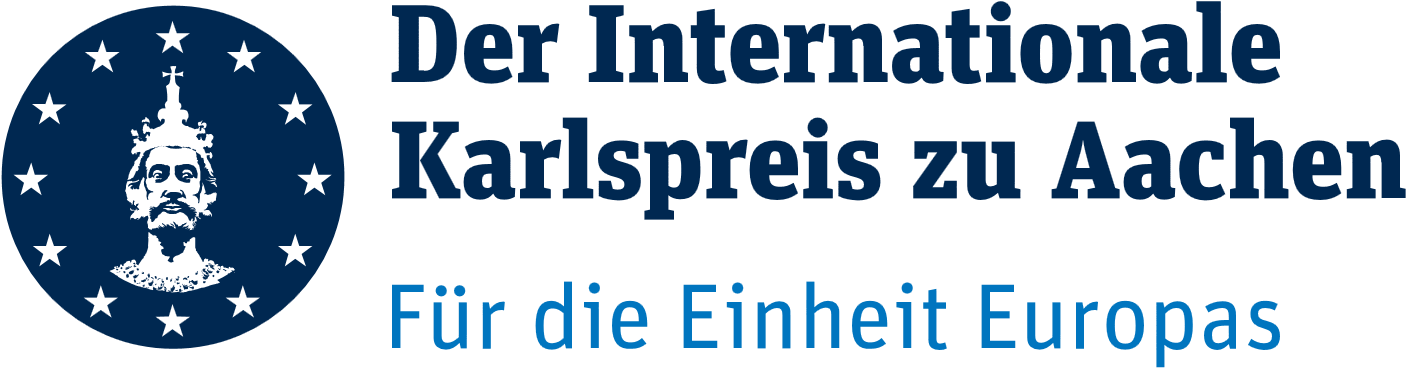 Der Internationale
Karlspreis zu Aachen
Für die Einheit Europas